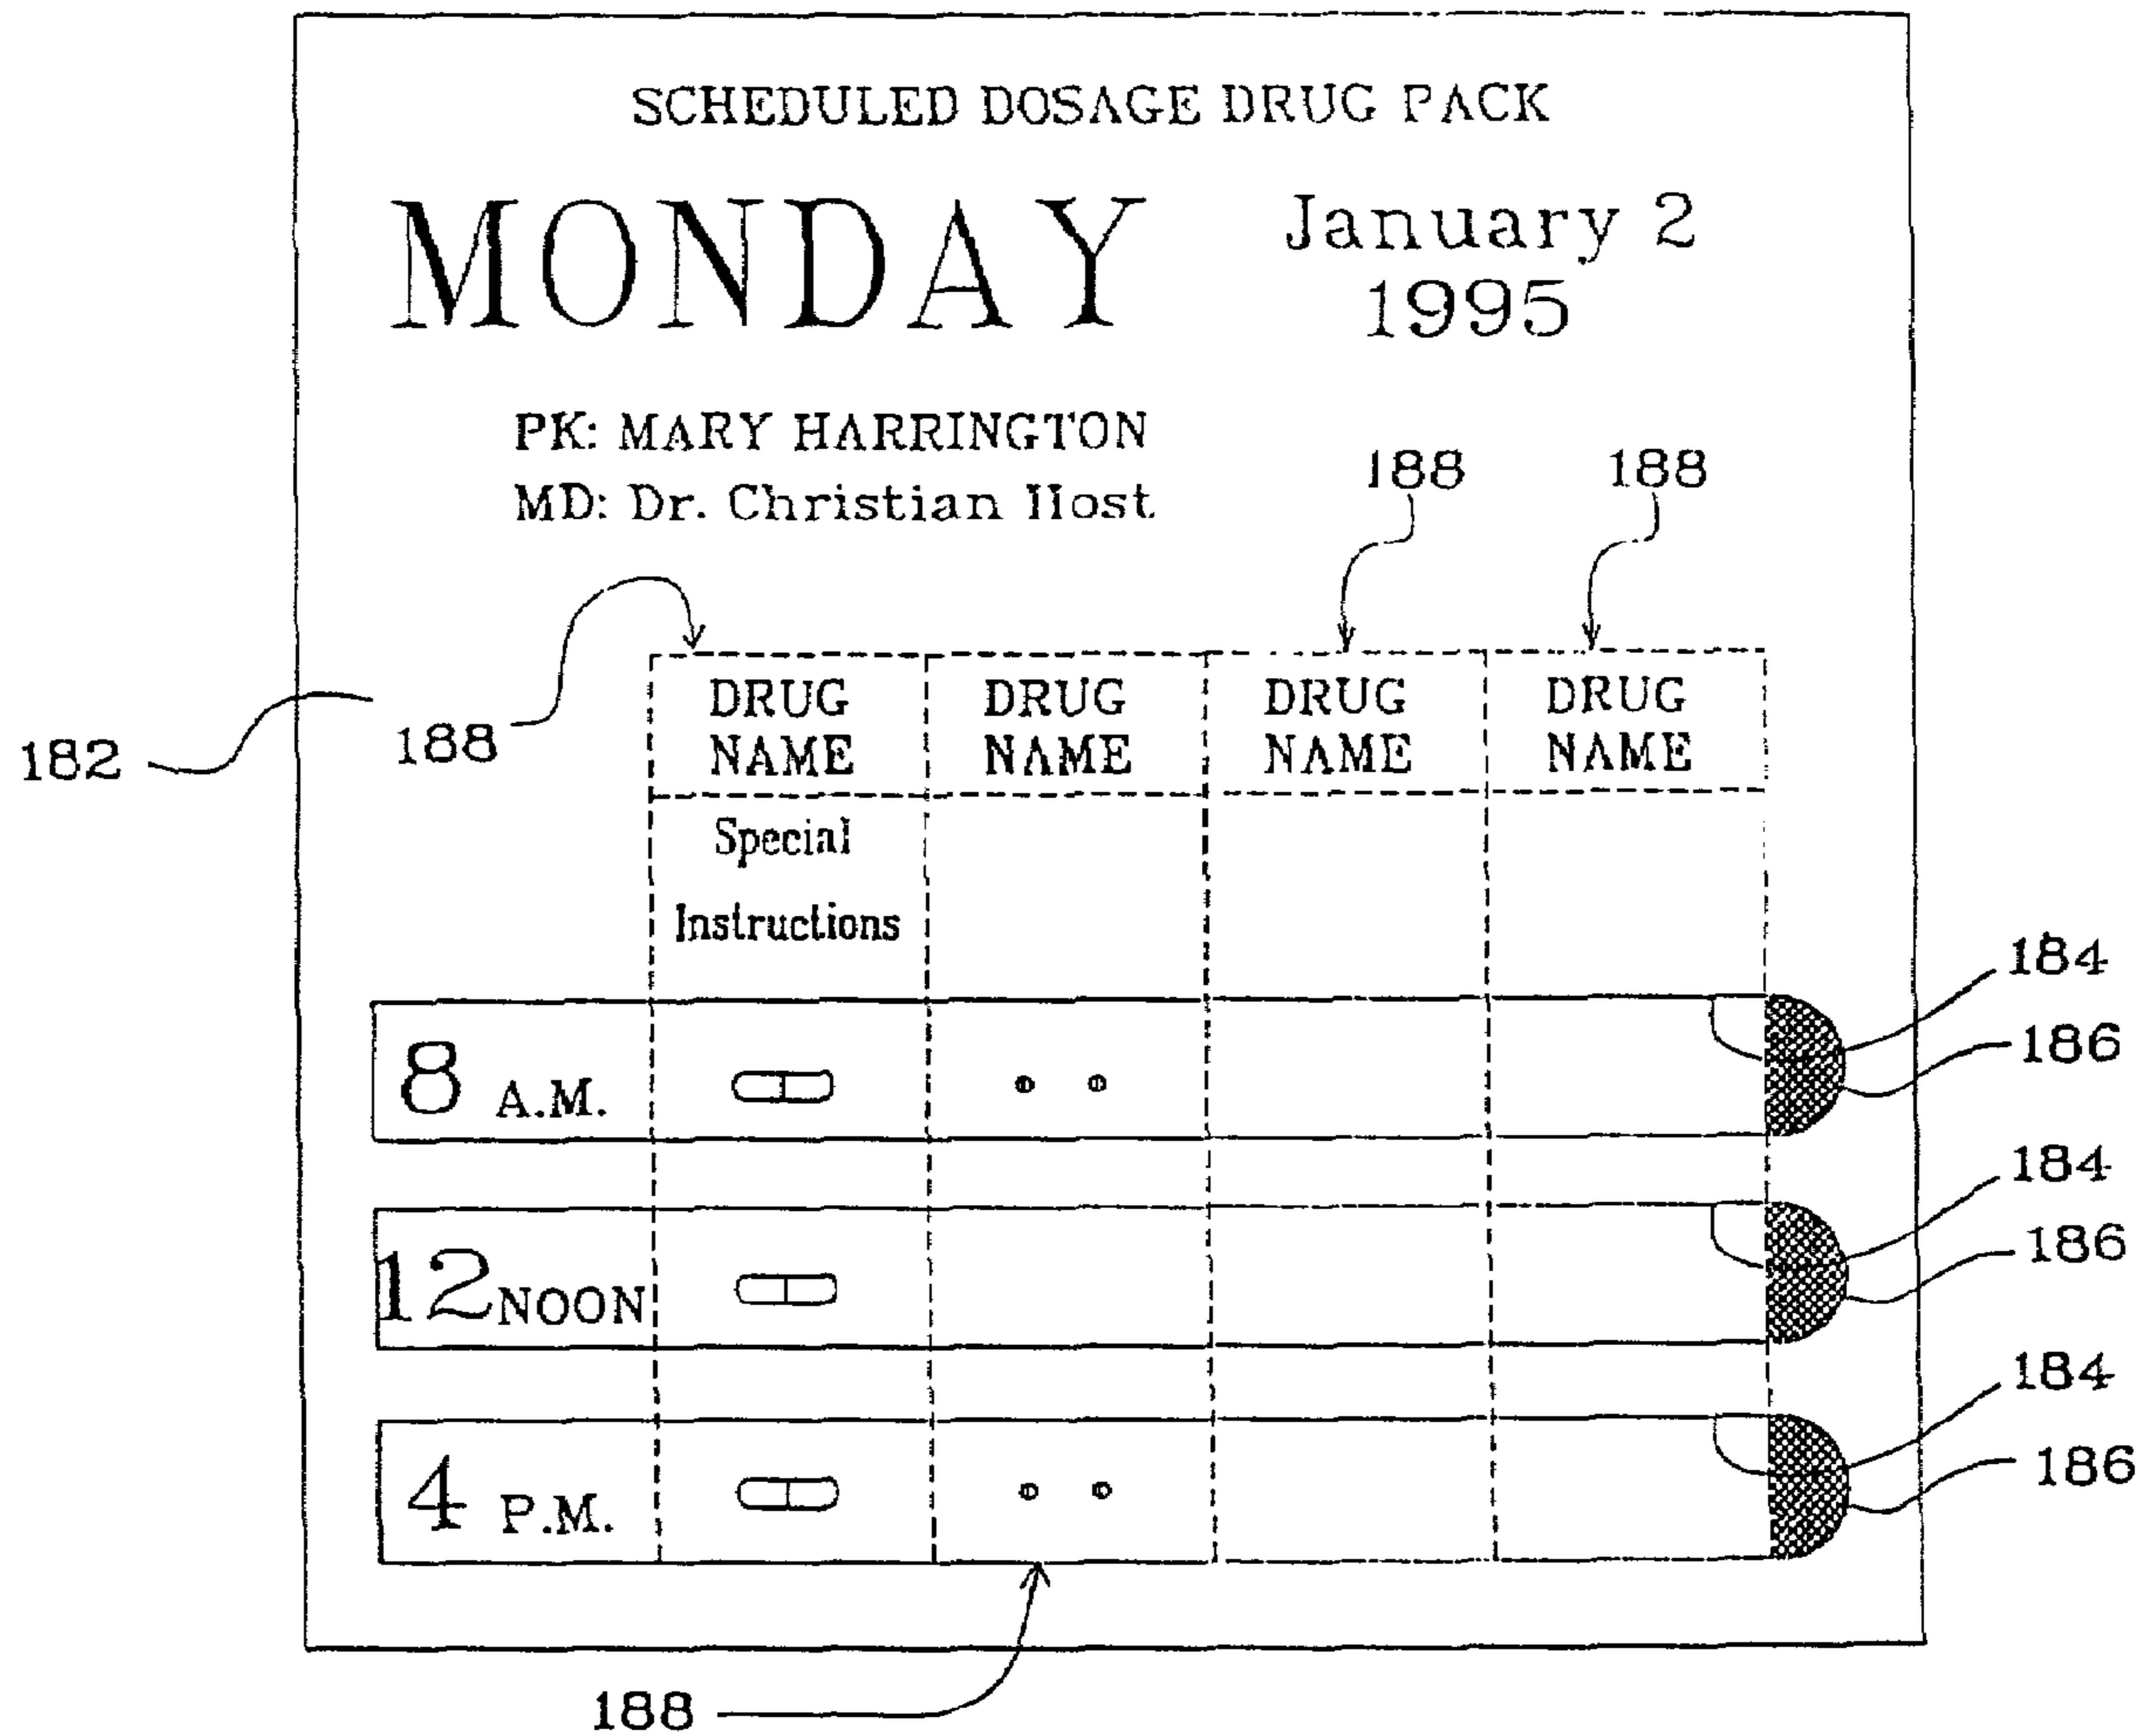 SCHEDULED DOSAGE DRUG PACK
MONDAY
January 2
1995
PK: MARY HARRINGTON
MD: Dr. Christian Host
188 188
182
188
DRUG NAME DRUG NAME DRUG NAME DRUG NAME
Special
Instructions
184
8 A.M.
186
184
12 NOON
186
184
4 P.M.
186
188